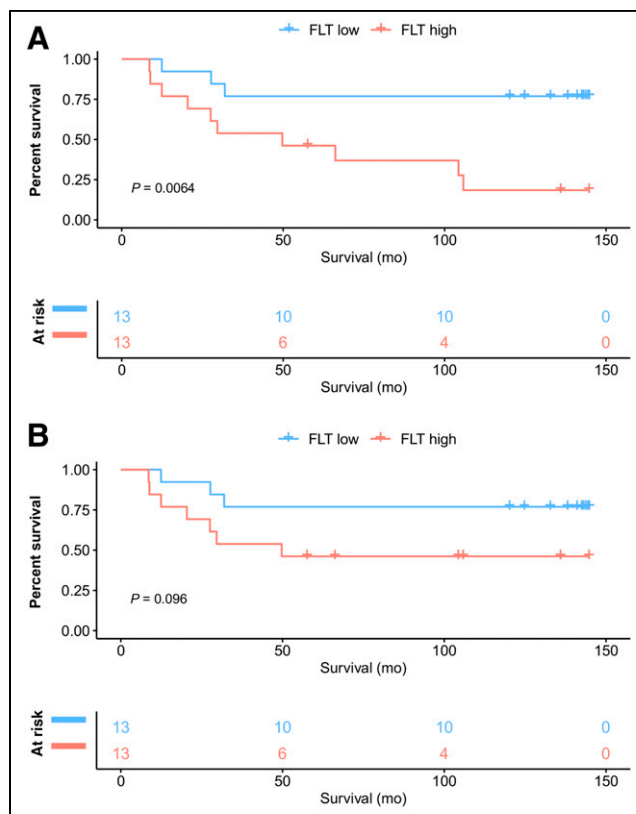 A
FLT low FLT high
Percent survival
1.00
0.75
0.50
0.25
0.00
P = 0.0064
0 50 100 150
Survival (mo)
At risk
13 10 10 0
13 6 4 0
0 50 100 150
Survival (mo)
B
FLT low FLT high
Percent survival
1.00
0.75
0.50
0.25
0.00
P = 0.096
0 50 100 150
Survival (mo)
At risk
13 10 10 0
13 6 4 0
0 50 100 150
Survival (mo)